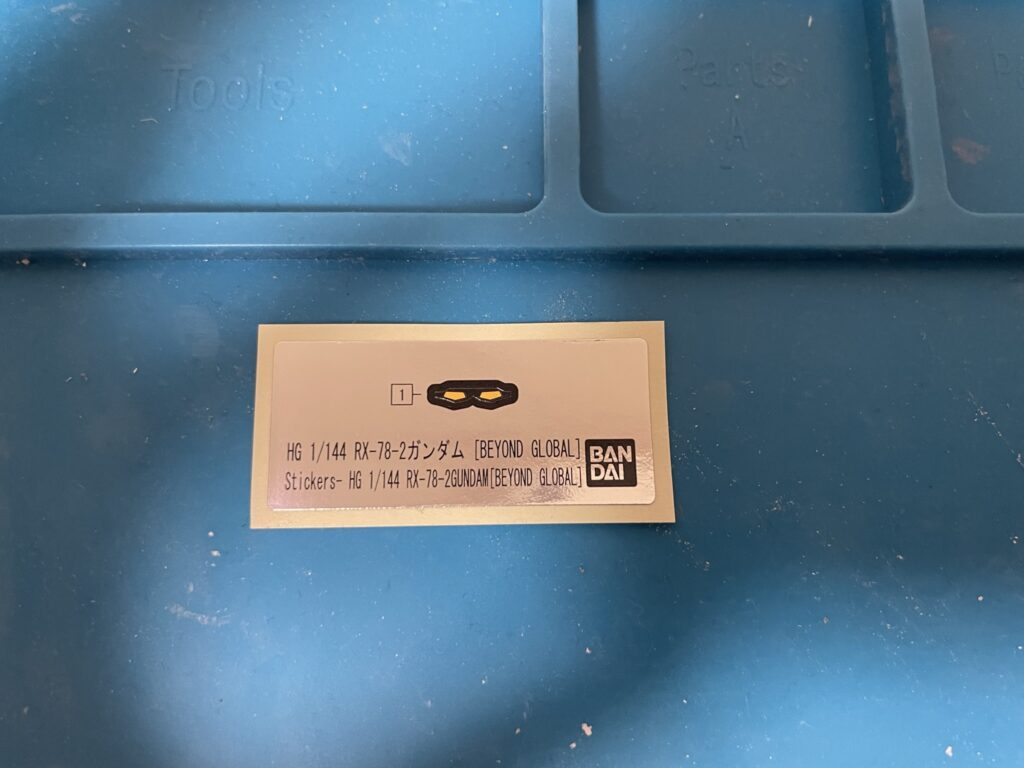 Tools
Parts
A
1
HG 1/144 RX-78-2ガンダム [BEYOND GLOBAL]
Stickers- HG 1/144 RX-78-2GUNDAM[BEYOND GLOBAL]
BAN
DAI